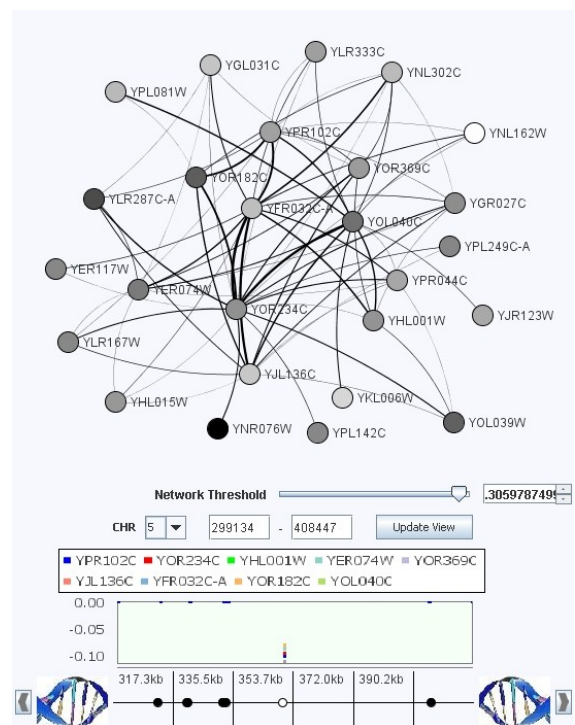 YLR333C
YGL031C
YNL302C
YPL081W
YPR102C
YNL162W
YOR369C
YOR182C
YLR287C-A
YFR032C-A
YGR027C
YOL040C
YPL249C-A
YER117W
YPR044C
YER074W
YOR234C
YJR123W
YHL001W
YLR167W
YJL136C
YKL006W
YHL015W
YOL039W
YNR076W
YPL142C
Network Threshold .3059787499
CHR 5 299134 - 408447 Update View
YPR102C YOR234C YHL001W YER074W YOR369C
YJL136C YFR032C-A YOR182C YOL040C
0.00
-0.05
-0.10
317.3kb 335.5kb 353.7kb 372.0kb 390.2kb